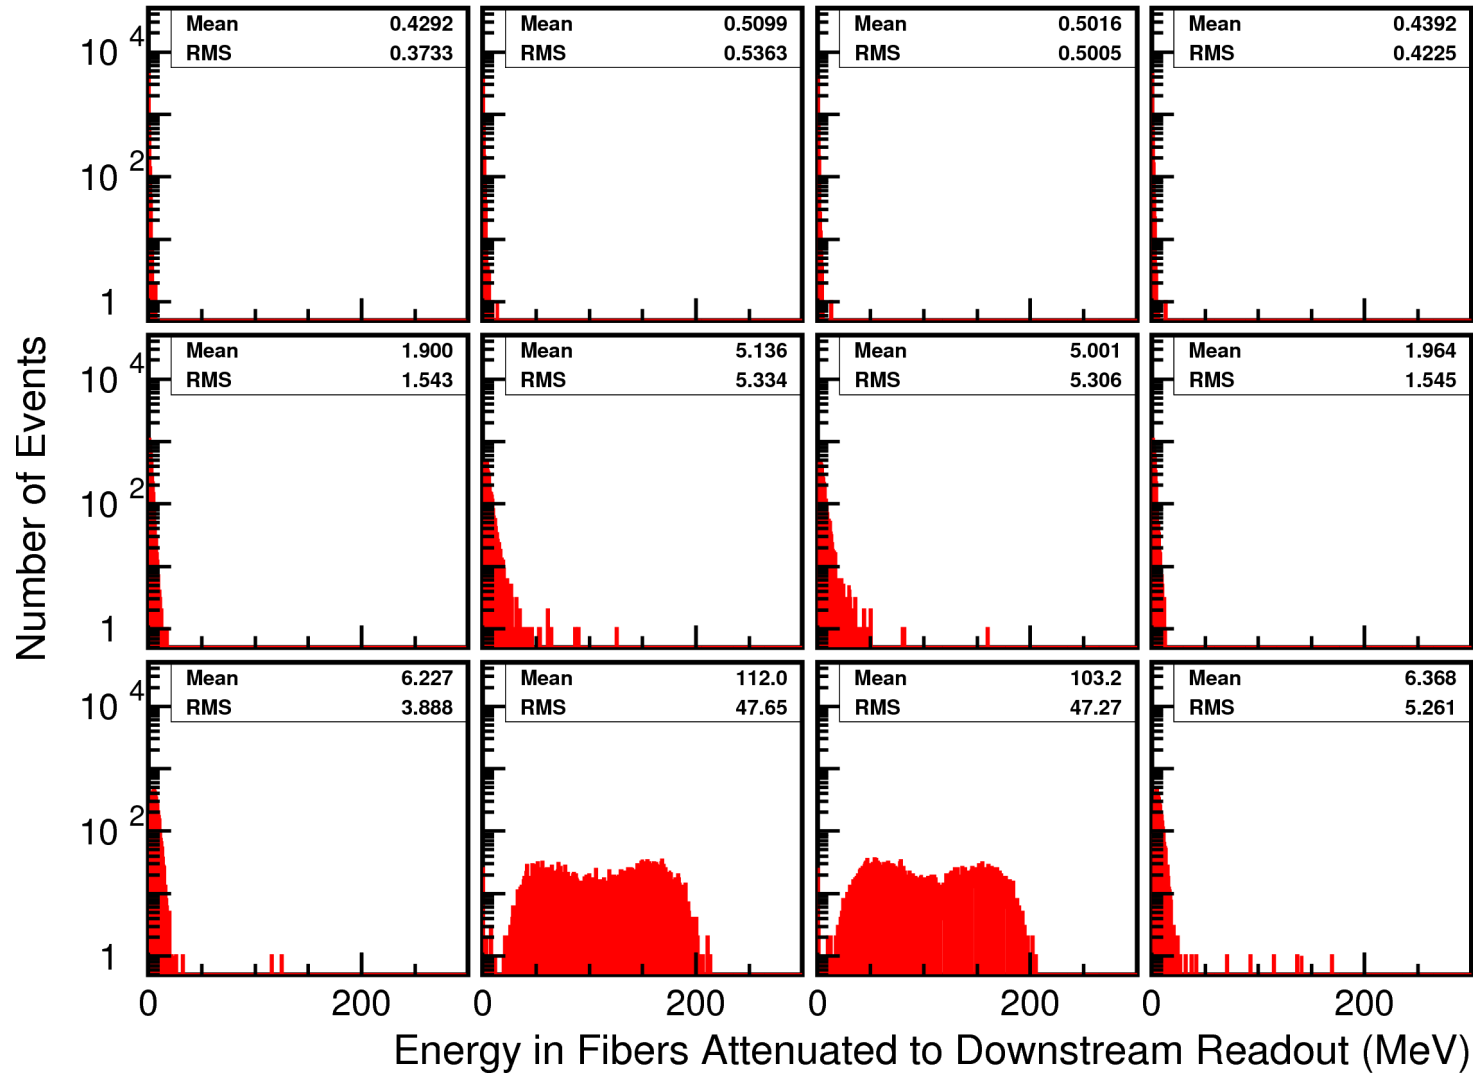 Mean 0.4292
RMS 0.3733
Mean 0.5099
RMS 0.5363
Mean 0.5016
RMS 0.5005
Mean 0.4392
RMS 0.4225
10 4
10 2
1
Mean 1.900
RMS 1.543
Mean 5.136
RMS 5.334
Mean 5.001
RMS 5.306
Mean 1.964
RMS 1.545
10 4
10 2
1
Number of Events
Mean 6.227
RMS 3.888
Mean 112.0
RMS 47.65
Mean 103.2
RMS 47.27
Mean 6.368
RMS 5.261
10 4
10 2
1
0 200 0 200 0 200 0 200
Energy in Fibers Attenuated to Downstream Readout (MeV)